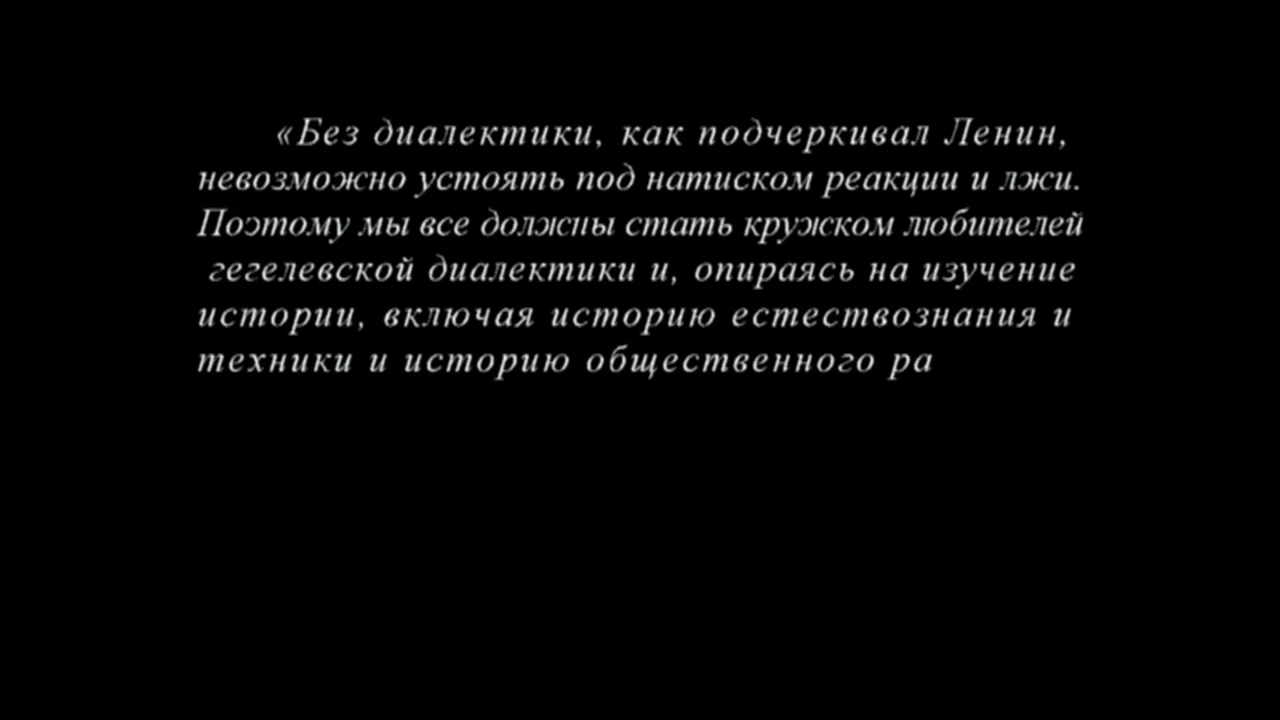 «Без диалектики, как подчеркивал Ленин,
невозможно устоять под натиском реакции и лжи.
Поэтому мы все должны стать кружком любителей
гегелевской диалектики и, опираясь на изучение
истории, включая историю естествознания и
техники и историю общественного ра